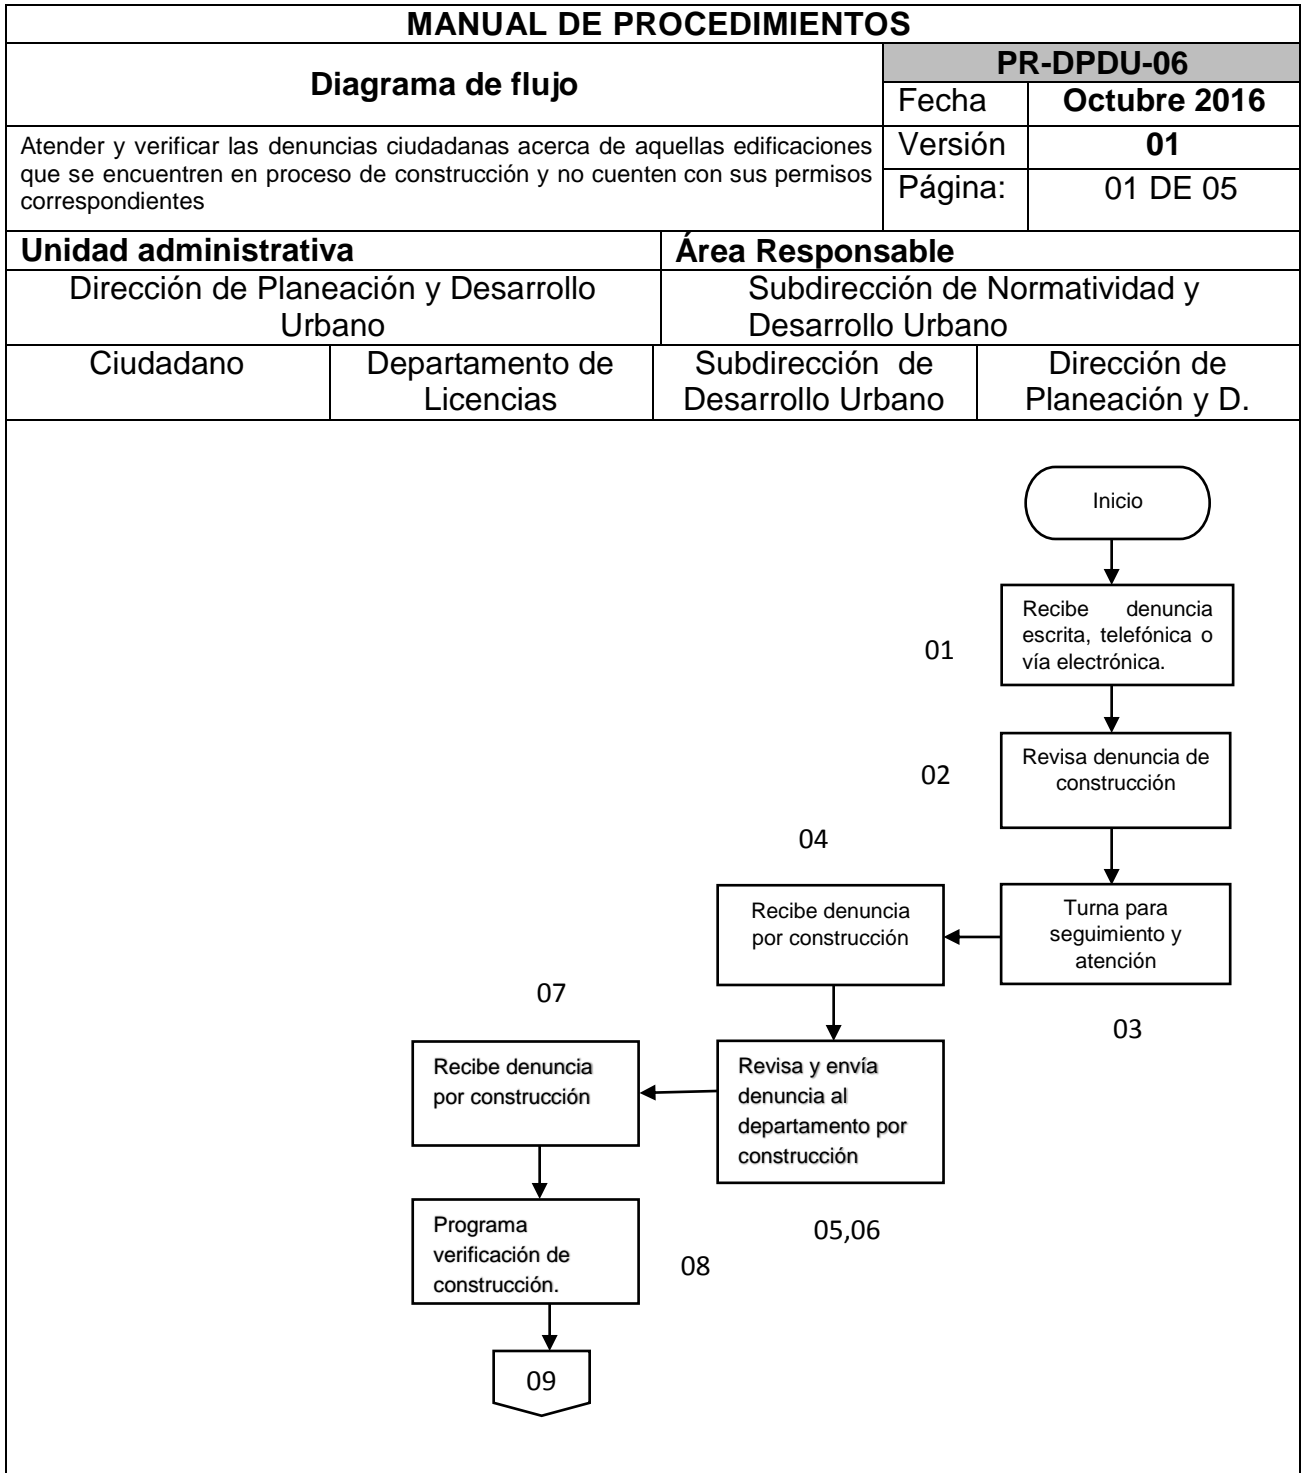 MANUAL DE PROCEDIMIENTOS
Diagrama de flujo
PR-DPDU-06
Fecha
Octubre 2016
Atender y verificar las denuncias ciudadanas acerca de aquellas edificaciones
que se encuentren en proceso de construcción y no cuenten con sus permisos
correspondientes
Versión
01
Página:
01 DE 05
Unidad administrativa
Área Responsable
Dirección de Planeación y Desarrollo
Urbano
Subdirección de Normatividad y
Desarrollo Urbano
Ciudadano
Departamento de
Licencias
Subdirección de
Desarrollo Urbano
Dirección de
Planeación y D.
Inicio
Recibe denuncia
escrita, telefónica o
vía electrónica.
01
Revisa denuncia de
construcción
02
04
Recibe denuncia
por construcción
Turna para
seguimiento y
atención
03
07
Recibe denuncia
por construcción
Revisa y envía
denuncia al
departamento por
construcción
05,06
Programa
verificación de
construcción.
08
09